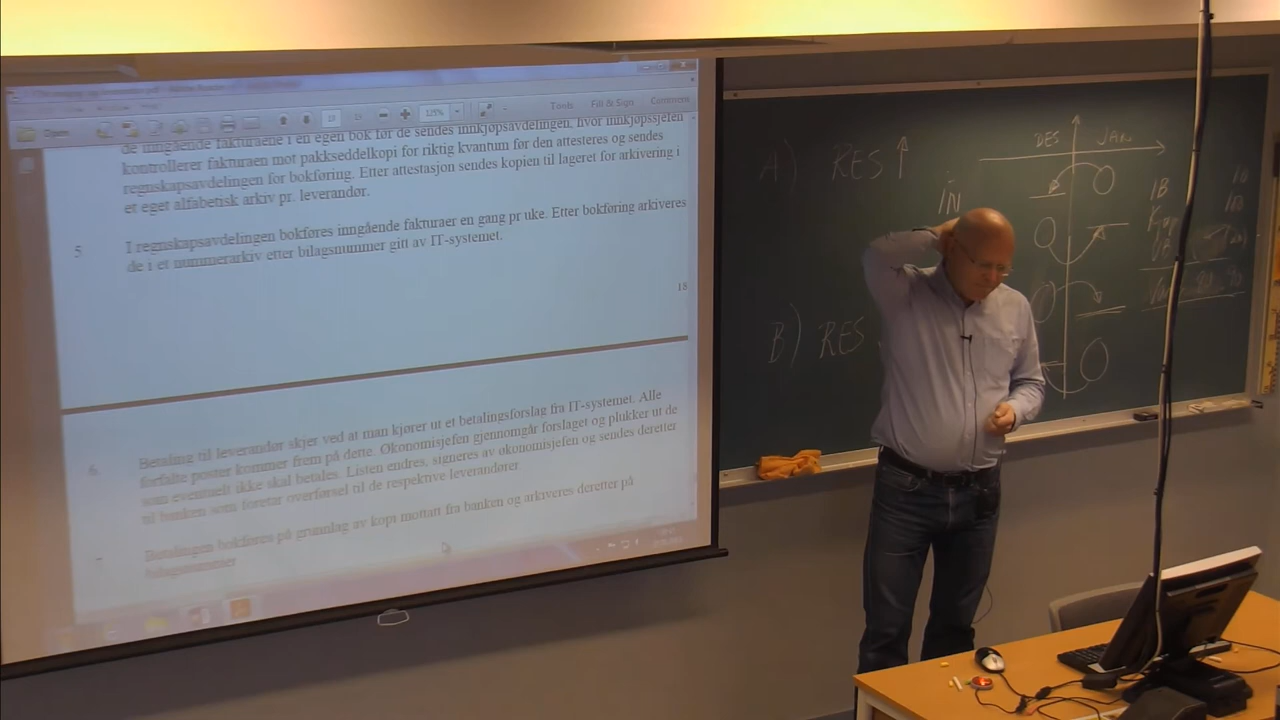 Open
125%
Tools
Fill & Sign
Comment
de inngående fakturaene i en egen bok før de sendes innkjøpsavdelingen, hvor innkjøpssjefen
kontrollerer fakturaen mot pakkseddelkopi for riktig kvantum før den attesteres og sendes
regnskapsavdelingen for bokføring. Etter attestasjon sendes kopien til lageret for arkivering i
et eget alfabetisk arkiv pr. leverandør.
5 I regnskapsavdelingen bokføres inngående fakturaer en gang pr uke. Etter bokføring arkiveres
de i et nummerarkiv etter bilagsnummer gitt av IT-systemet.
18
6. Betaling til leverandør skjer ved at man kjører ut et betalingsforslag fra IT-systemet. Alle
forfalte poster kommer frem på dette. Økonomisjefen gjennomgår forslaget og plukker ut de
som eventuelt ikke skal betales. Listen endres, signeres av økonomisjefen og sendes deretter
til banken som foretar overførsel til de respektive leverandører
Betalingen bokføres på grunnlag av kopi mottatt fra banken og arkiveres deretter på
bilagsnummer
A) RES ↑
IN
B) RES
DES JAN
IB